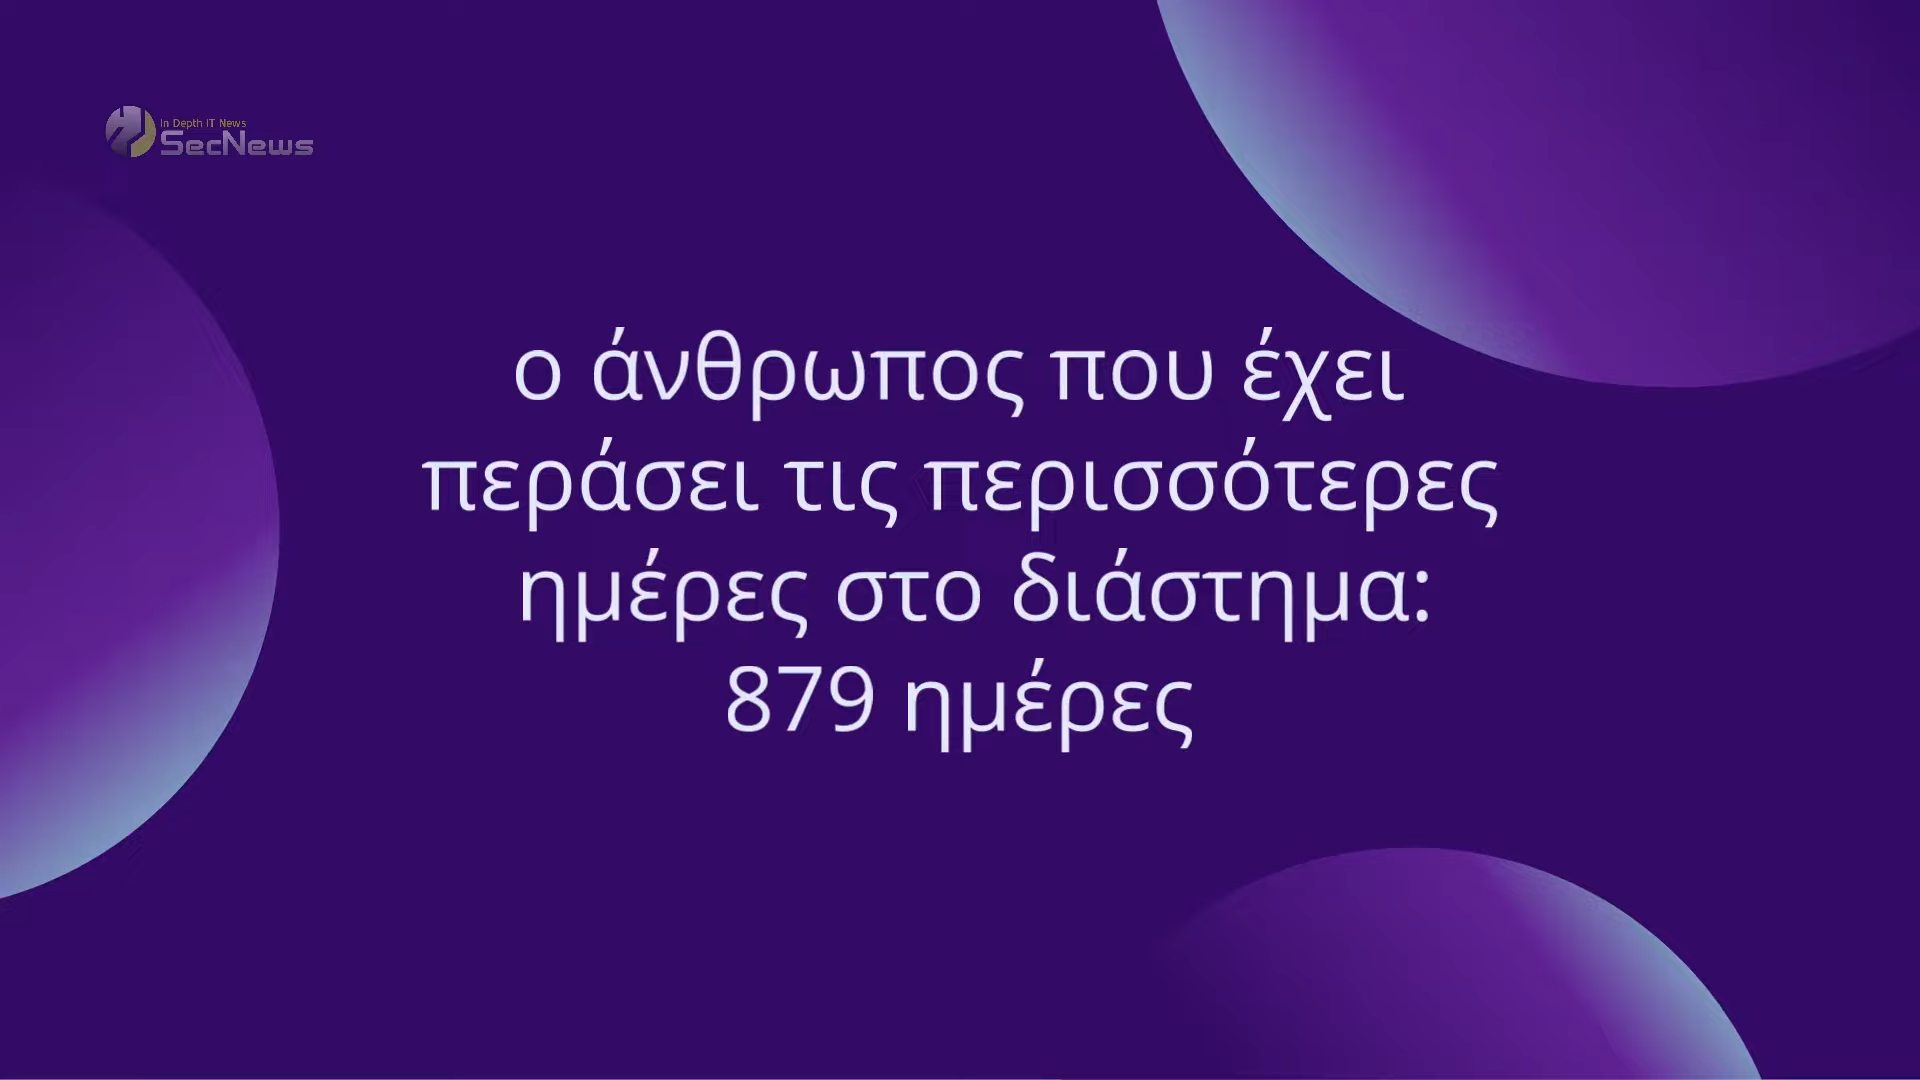 In Depth IT News
SecNews
ο άνθρωπος που έχει
περάσει τις περισσότερες
ημέρες στο διάστημα:
879 ημέρες